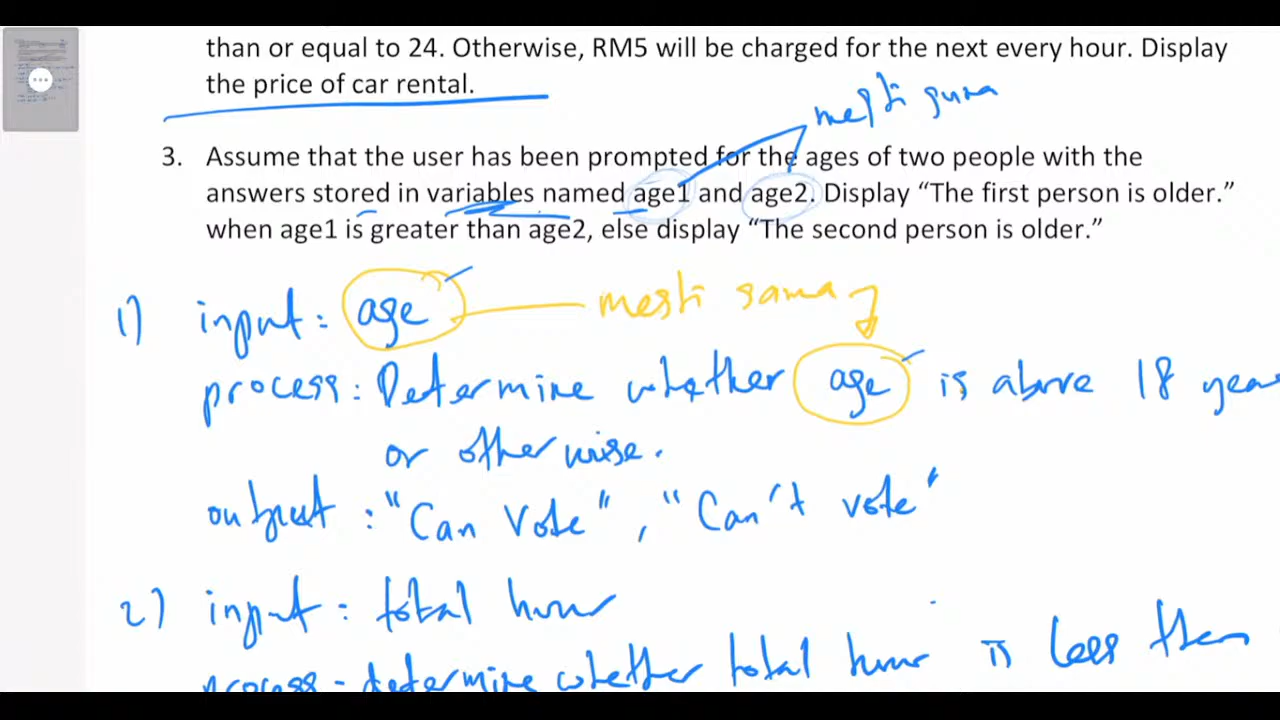 than or equal to 24. Otherwise, RM5 will be charged for the next every hour. Display
the price of car rental.
mesti guna
3. Assume that the user has been prompted for the ages of two people with the
answers stored in variables named age1 and age2. Display “The first person is older.”
when age1 is greater than age2, else display “The second person is older.”
1) input: age mesti sama
process: Determine whether age is above 18 year
or otherwise.
output: "Can Vote", "Can't vote"
2) input: total hour
process - determine whether total hour is less than